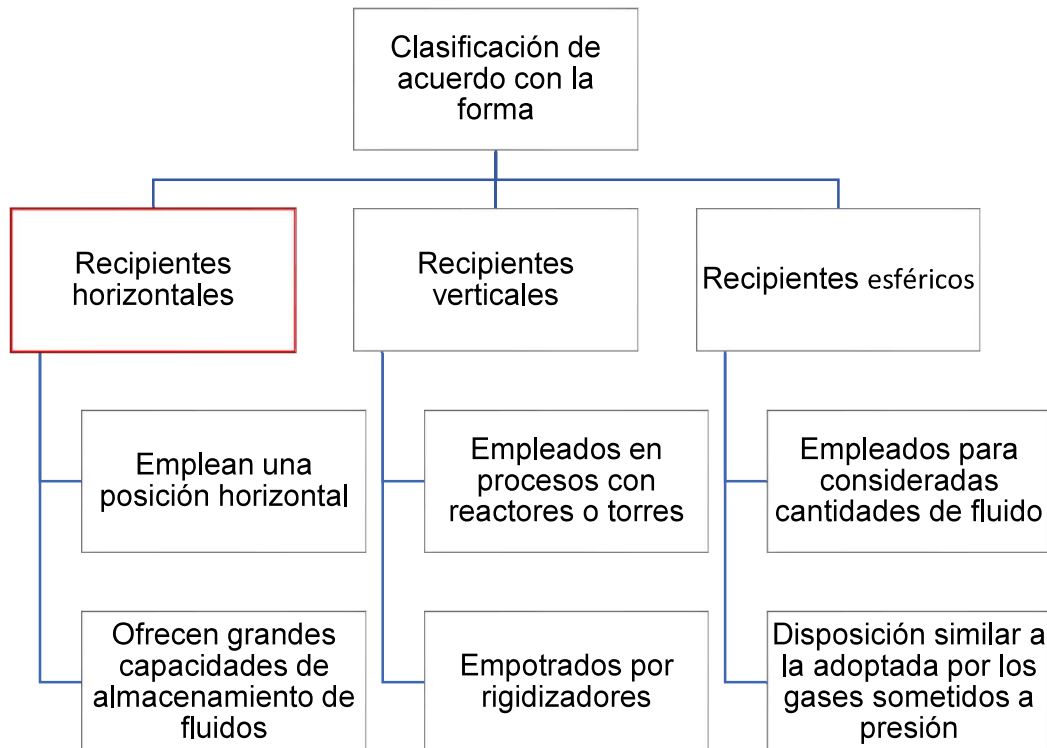 Clasificación de
acuerdo con la
forma
Recipientes
horizontales
Emplean una
posición horizontal
Ofrecen grandes
capacidades de
almacenamiento de
fluidos
Recipientes
verticales
Empleados en
procesos con
reactores o torres
Empotrados por
rigidizadores
Recipientes esféricos
Empleados para
consideradas
cantidades de fluido
Disposición similar a
la adoptada por los
gases sometidos a
presión